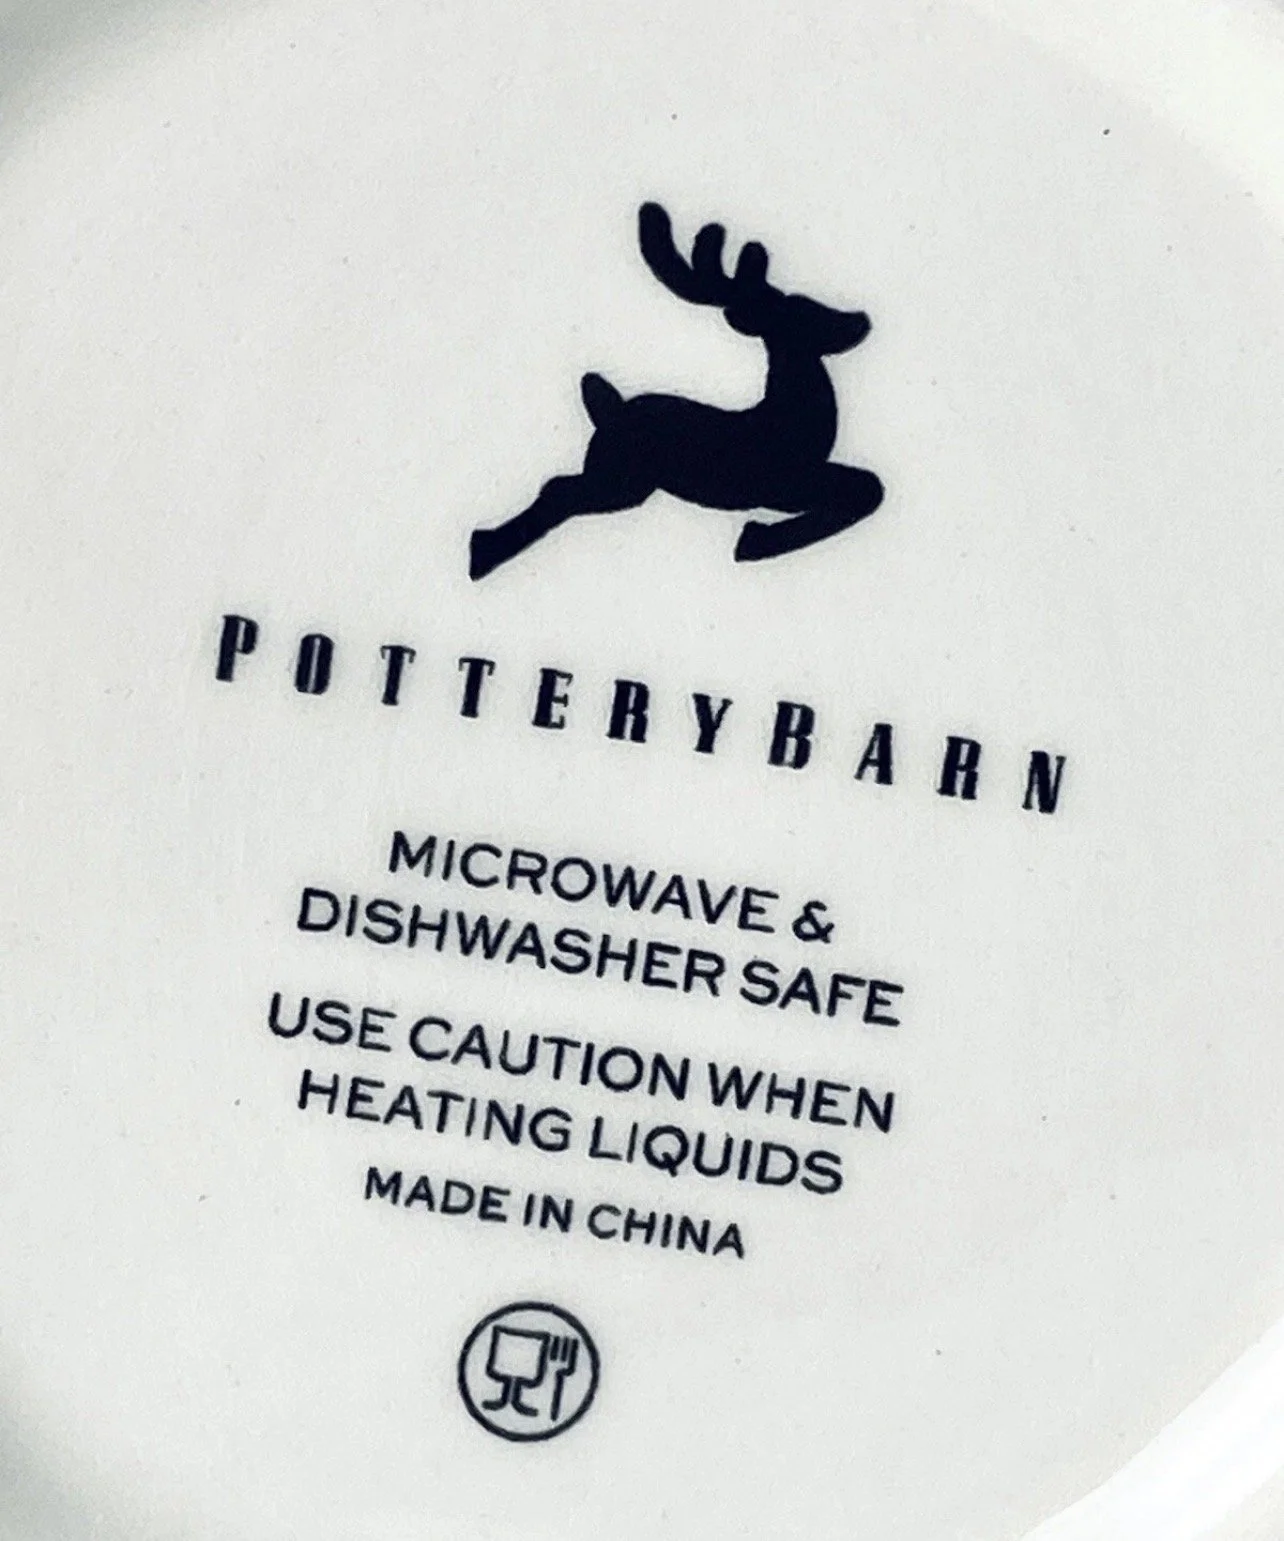 POTTERYBARN
MICROWAVE &
DISHWASHER SAFE
USE CAUTION WHEN
HEATING LIQUIDS
MADE IN CHINA